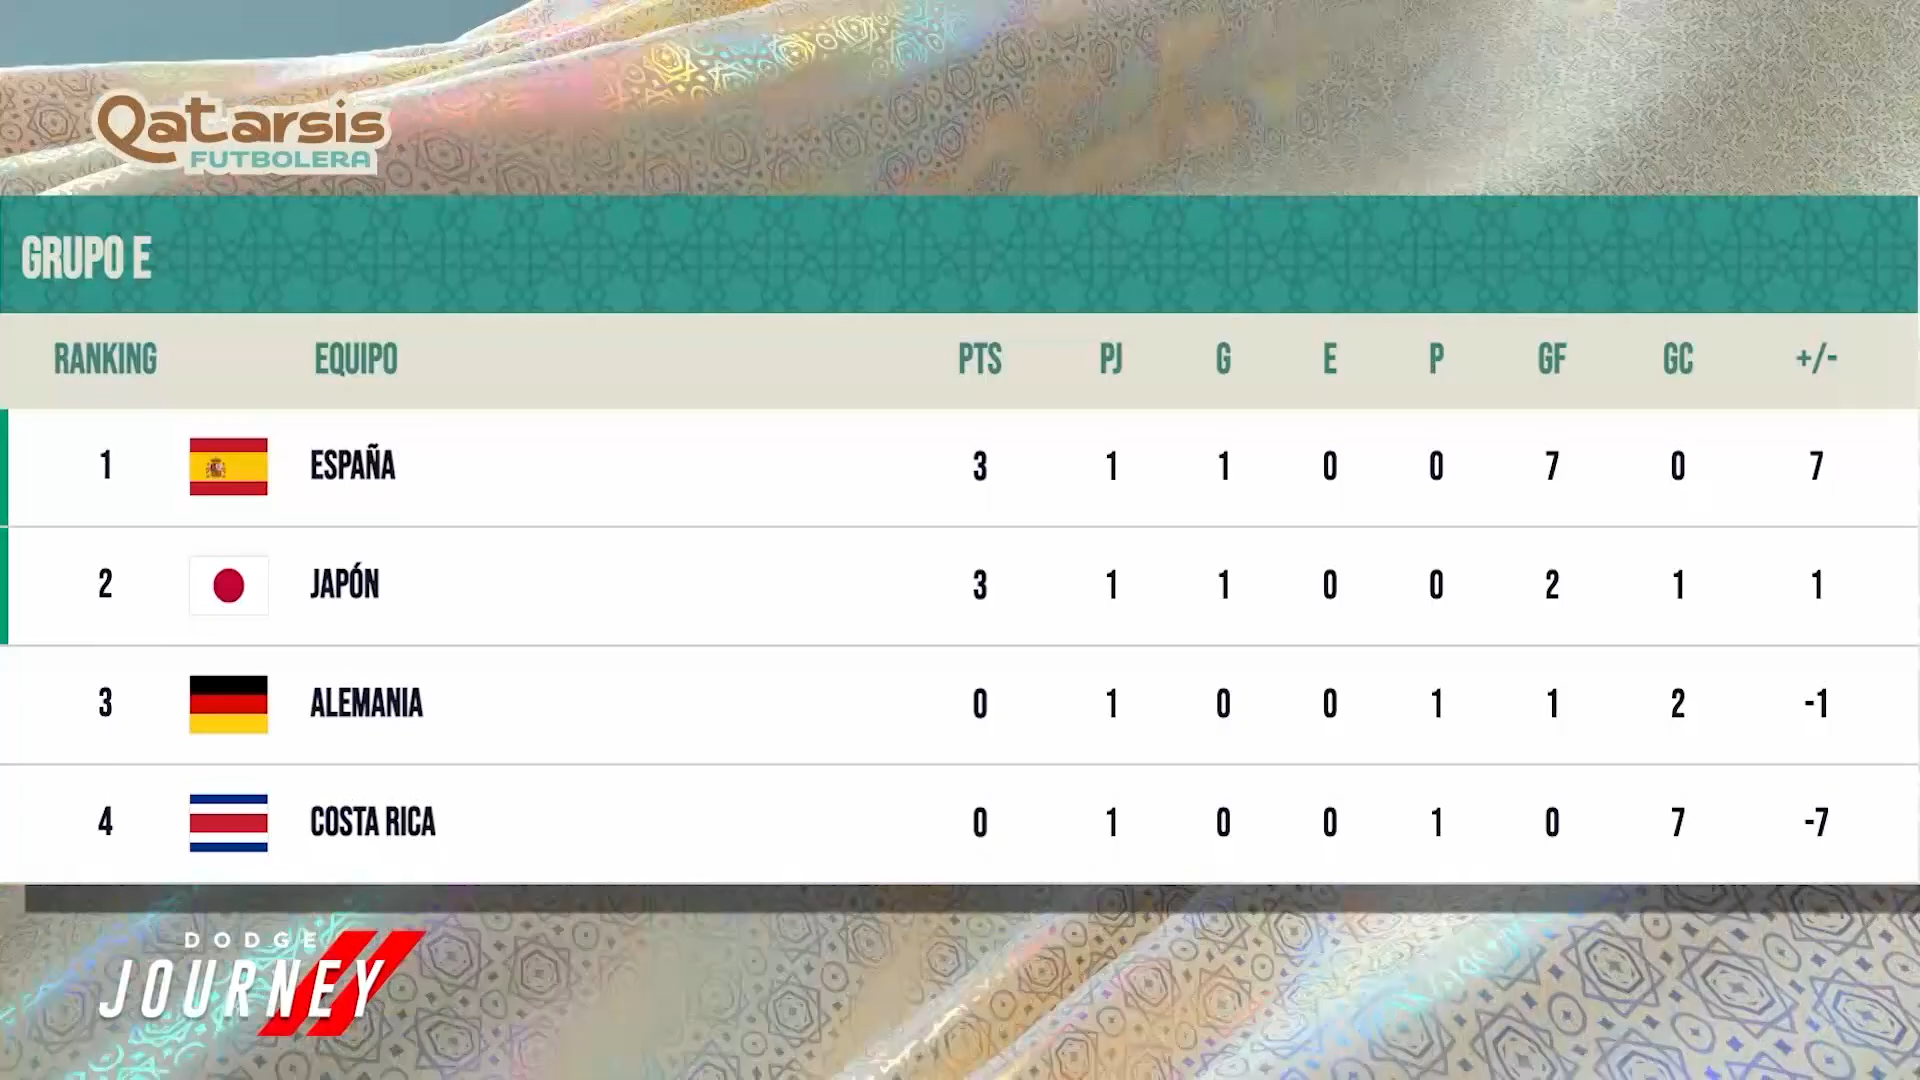 Qatarsis
FUTBOLERA
GRUPO E
RANKING EQUIPO PTS PJ G E P GF GC +/-
1 ESPAÑA 3 1 1 0 0 7 0 7
2 JAPÓN 3 1 1 0 0 2 1 1
3 ALEMANIA 0 1 0 0 1 1 2 -1
4 COSTA RICA 0 1 0 0 1 0 7 -7
DODGE
JOURNEY